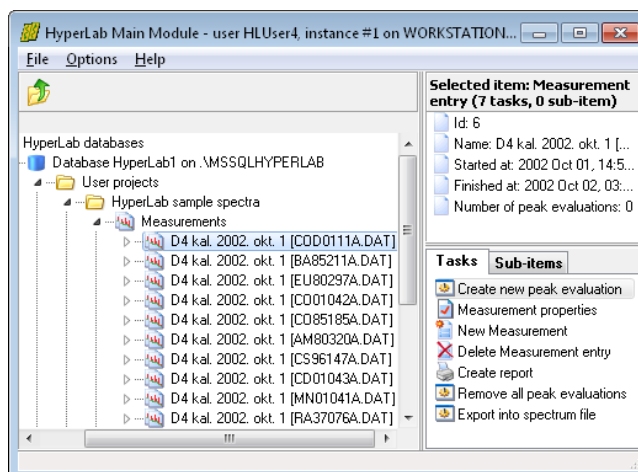 HyperLab Main Module - user HLUser4, instance #1 on WORKSTATION...
File Options Help
HyperLab databases
Database HyperLab1 on .\MSSQLHYPERLAB
User projects
HyperLab sample spectra
Measurements
D4 kal. 2002. okt. 1 [COD0111A.DAT]
D4 kal. 2002. okt. 1 [BA85211A.DAT]
D4 kal. 2002. okt. 1 [EU80297A.DAT]
D4 kal. 2002. okt. 1 [CO01042A.DAT]
D4 kal. 2002. okt. 1 [CO85185A.DAT]
D4 kal. 2002. okt. 1 [AM80320A.DAT]
D4 kal. 2002. okt. 1 [CS96147A.DAT]
D4 kal. 2002. okt. 1 [CD01043A.DAT]
D4 kal. 2002. okt. 1 [MN01041A.DAT]
D4 kal. 2002. okt. 1 [RA37076A.DAT]
Selected item: Measurement
entry (7 tasks, 0 sub-item)
Id: 6
Name: D4 kal. 2002. okt. 1 [...
Started at: 2002 Oct 01, 14:5...
Finished at: 2002 Oct 02, 03:...
Number of peak evaluations: 0
Tasks Sub-items
Create new peak evaluation
Measurement properties
New Measurement
Delete Measurement entry
Create report
Remove all peak evaluations
Export into spectrum file